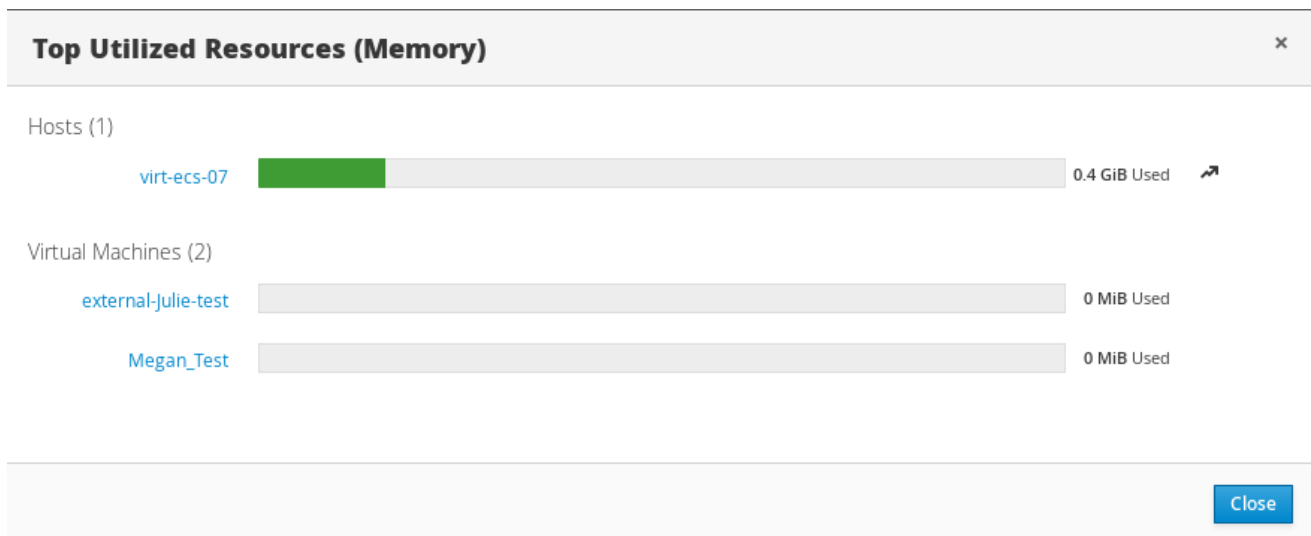 Top Utilized Resources (Memory)
×
Hosts (1)
virt-ecs-07 0.4 GiB Used
Virtual Machines (2)
external-Julie-test 0 MiB Used
Megan_Test 0 MiB Used
Close